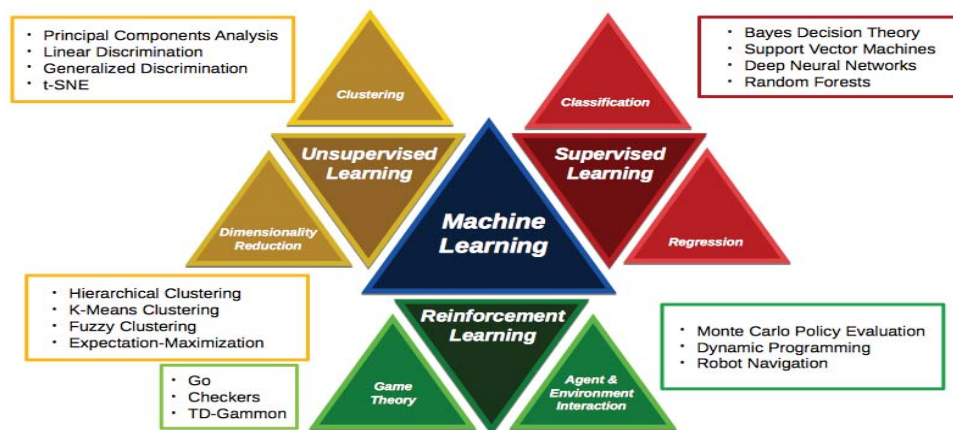 Principal Components Analysis
Linear Discrimination
Generalized Discrimination
t-SNE
Clustering
Classification
Bayes Decision Theory
Support Vector Machines
Deep Neural Networks
Random Forests
Unsupervised
Learning
Supervised
Learning
Dimensionality
Reduction
Machine
Learning
Regression
Hierarchical Clustering
K-Means Clustering
Fuzzy Clustering
Expectation-Maximization
Reinforcement
Learning
Monte Carlo Policy Evaluation
Dynamic Programming
Robot Navigation
Go
Checkers
TD-Gammon
Game
Theory
Agent &
Environment
Interaction